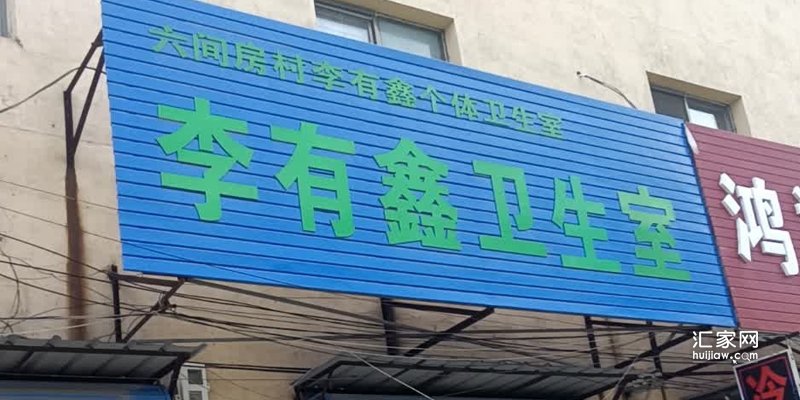 六间房村李有鑫个体卫生室
李有鑫卫生室
鸿
冷
汇家网
huijiaw.com